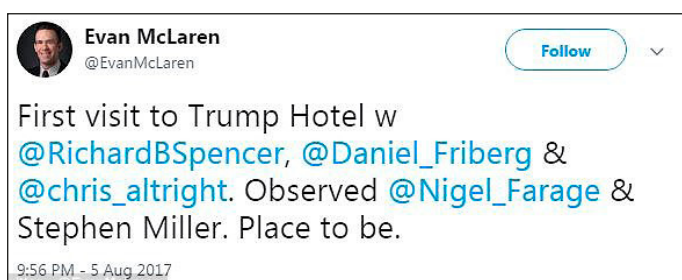 Evan McLaren
@EvanMcLaren
Follow
First visit to Trump Hotel w
@RichardBSpencer, @Daniel_Friberg &
@chris_altright. Observed @Nigel_Farage &
Stephen Miller. Place to be.
9:56 PM - 5 Aug 2017